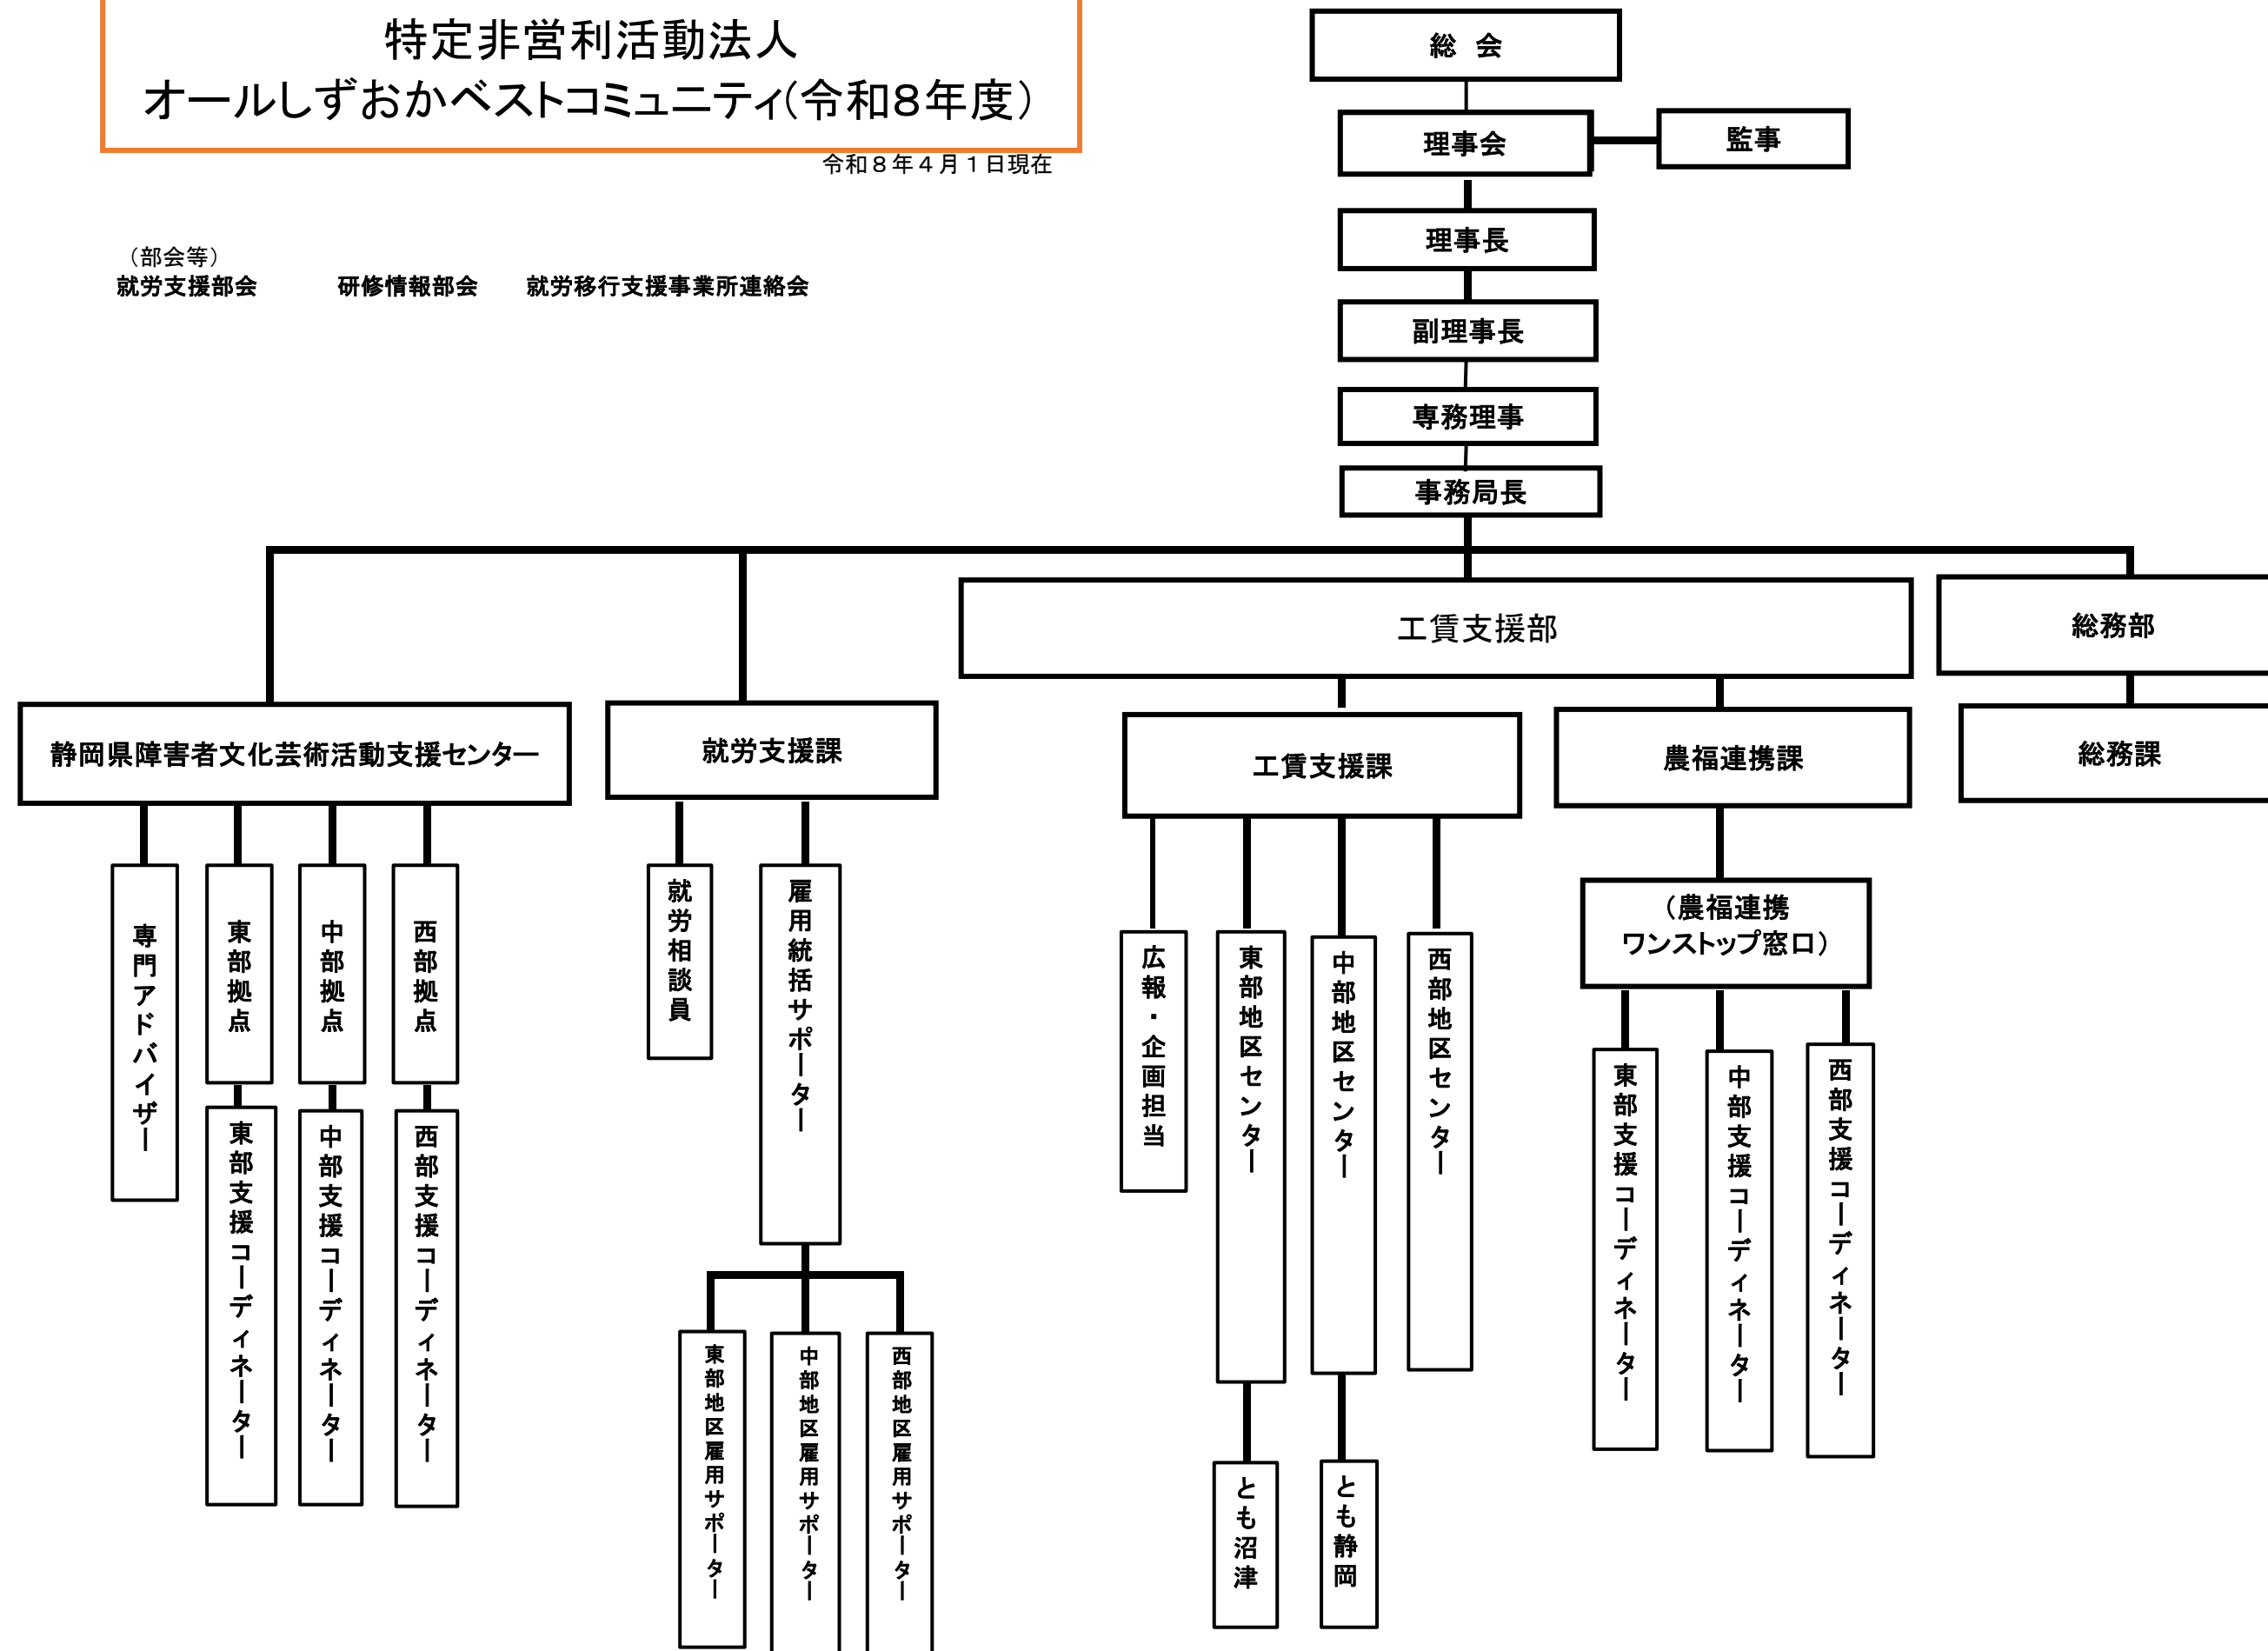 特定非営利活動法人
オールしずおかベストコミュニティ(令和８年度）
令和８年４月１日現在
（部会等）
就労支援部会 研修情報部会 就労移行支援事業所連絡会
総 会
理事会
監事
理事長
副理事長
専務理事
事務局長
工賃支援部
総務部
静岡県障害者文化芸術活動支援センター
就労支援課
工賃支援課
農福連携課
総務課
専門アドバイザー
東部拠点
中部拠点
西部拠点
東部支援コーディネーター
中部支援コーディネーター
西部支援コーディネーター
就労相談員
雇用統括サポーター
東部地区雇用サポーター
中部地区雇用サポーター
西部地区雇用サポーター
広報・企画担当
東部地区センター
中部地区センター
西部地区センター
とも沼津
とも静岡
（農福連携
ワンストップ窓口）
東部支援コーディネーター
中部支援コーディネーター
西部支援コーディネーター